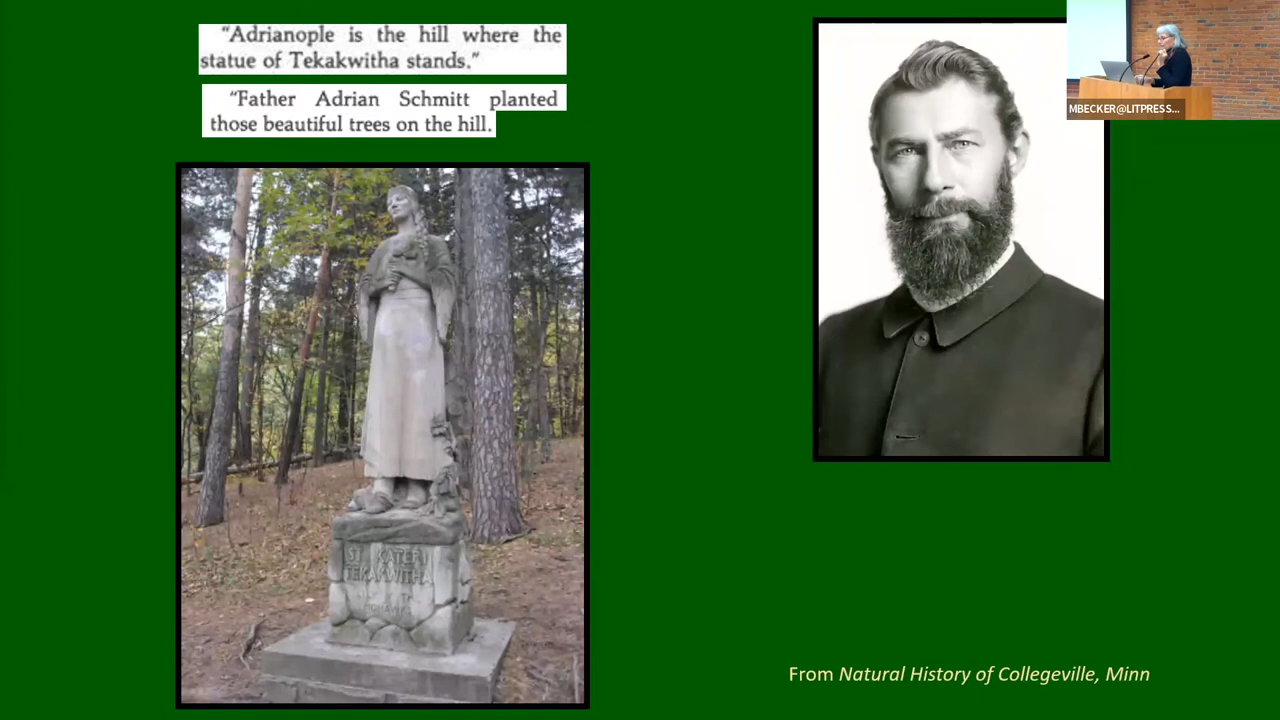 “Adrianople is the hill where the
statue of Tekakwitha stands.”
“Father Adrian Schmitt planted
those beautiful trees on the hill.
MBECKER@LITPRESS...
ST. KATERI
TEKAKWITHA
From Natural History of Collegeville, Minn